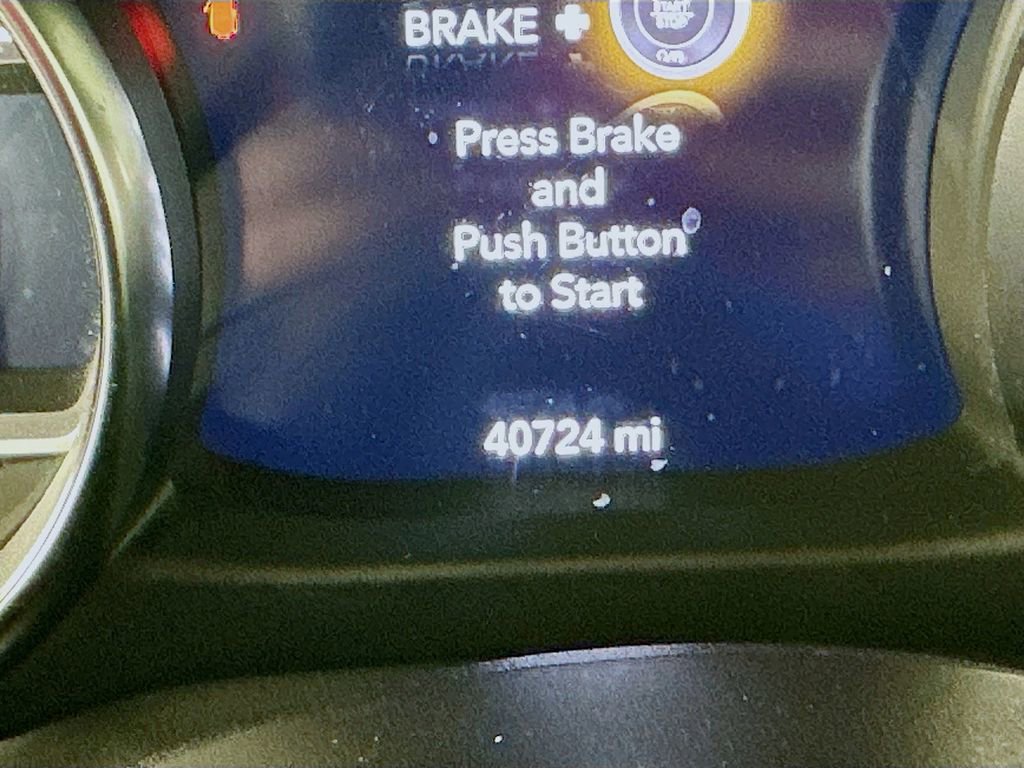 BRAKE +
START
STOP
Press Brake
and
Push Button
to Start
40724 mi